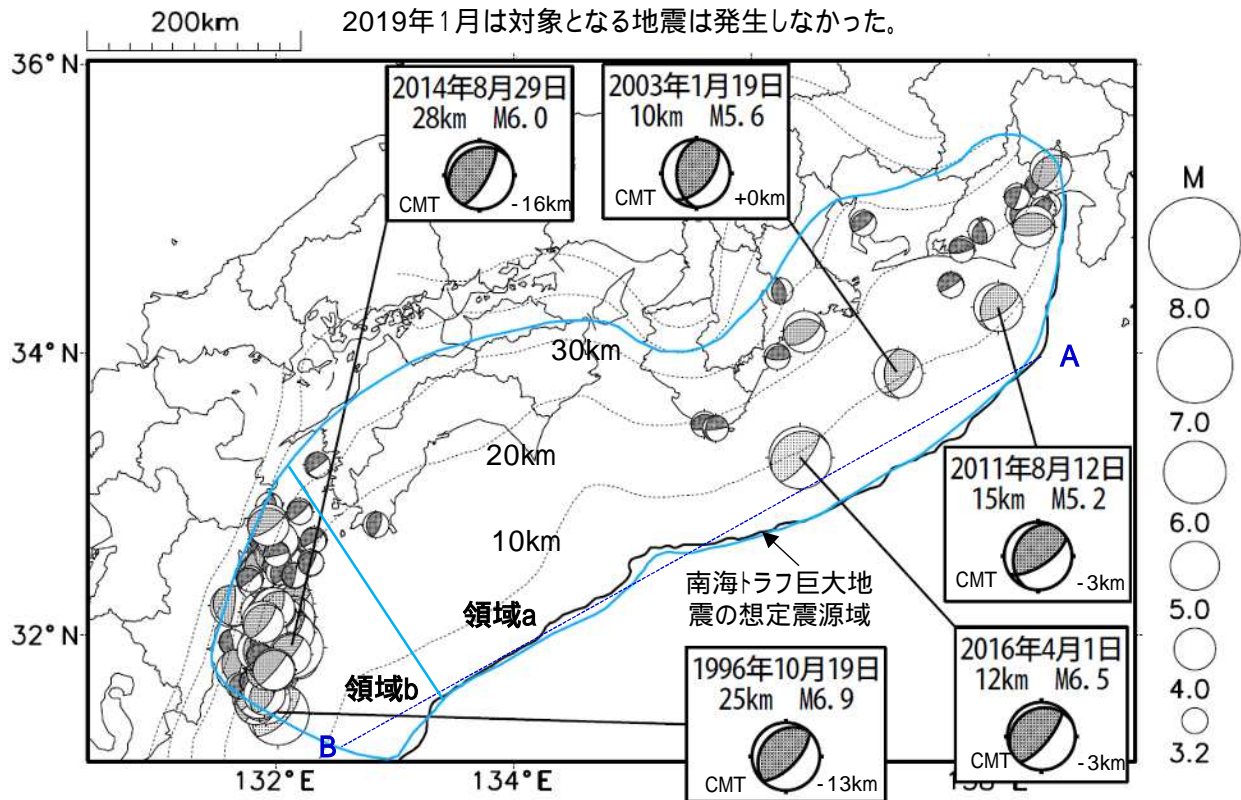 200km
2019年1月は対象となる地震は発生しなかった。
36°N
34°N
32°N
132°E
134°E
138°E
2014年8月29日
28km M6.0
CMT -16km
2003年1月19日
10km M5.6
CMT +0km
M
8.0
7.0
6.0
5.0
4.0
3.2
30km
20km
10km
A
B
2011年8月12日
15km M5.2
CMT -3km
南海トラフ巨大地
震の想定震源域
領域a
領域b
1996年10月19日
25km M6.9
CMT -13km
2016年4月1日
12km M6.5
CMT -3km